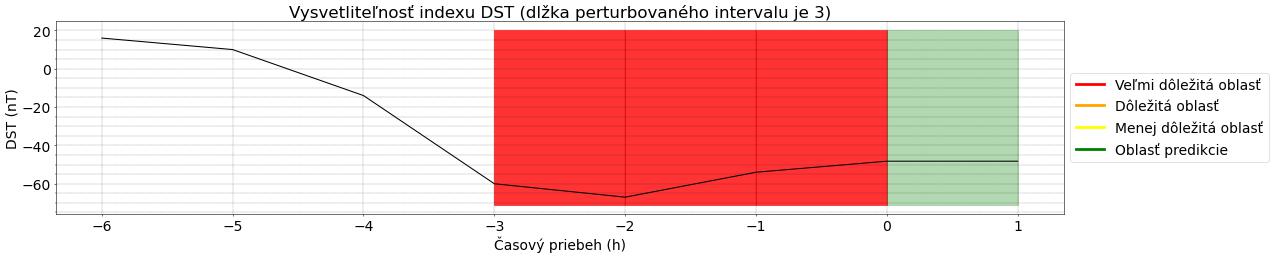 Vysvetliteľnosť indexu DST (dĺžka perturbovaného intervalu je 3)
DST (nT)
20
0
−20
−40
−60
−6 −5 −4 −3 −2 −1 0 1
Časový priebeh (h)
Veľmi dôležitá oblasť
Dôležitá oblasť
Menej dôležitá oblasť
Oblasť predikcie